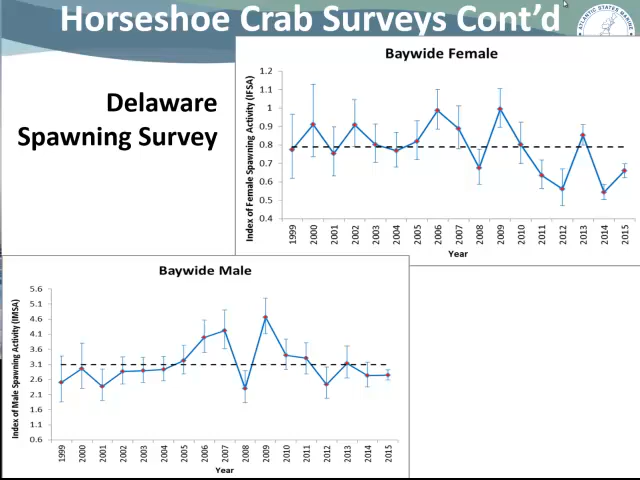 Horseshoe Crab Surveys Cont’d
ATLANTIC STATES MARINE
Delaware
Spawning Survey
Baywide Female
Index of Female Spawning Activity (IFSA)
1.2
1.1
1
0.9
0.8
0.7
0.6
0.5
0.4
1999 2000 2001 2002 2003 2004 2005 2006 2007 2008 2009 2010 2011 2012 2013 2014 2015
Year
Baywide Male
Index of Male Spawning Activity (IMSA)
5.6
5.1
4.6
4.1
3.6
3.1
2.6
2.1
1.6
1.1
0.6
1999 2000 2001 2002 2003 2004 2005 2006 2007 2008 2009 2010 2011 2012 2013 2014 2015
Year